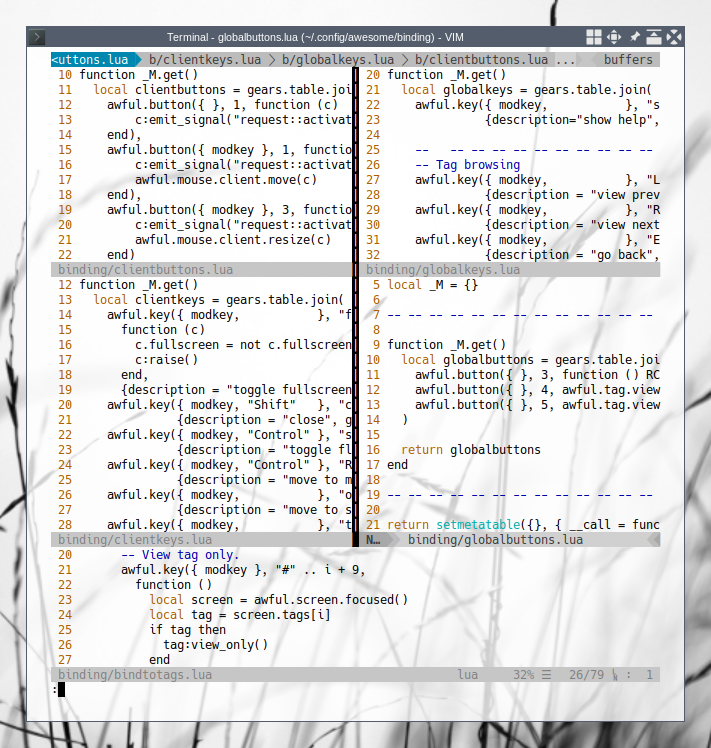 Terminal - globalbuttons.lua (~/.config/awesome/binding) - VIM
<uttons.lua b/clientkeys.lua b/globalkeys.lua b/clientbuttons.lua ... buffers
10 function _M.get()
11   local clientbuttons = gears.table.joi
12     awful.button({ }, 1, function (c)
13         c:emit_signal("request::activat
14     end),
15     awful.button({ modkey }, 1, functio
16         c:emit_signal("request::activat
17         awful.mouse.client.move(c)
18     end),
19     awful.button({ modkey }, 3, functio
20         c:emit_signal("request::activat
21         awful.mouse.client.resize(c)
22     end)
binding/clientbuttons.lua
12 function _M.get()
13   local clientkeys = gears.table.join(
14     awful.key({ modkey,           }, "f
15       function (c)
16         c.fullscreen = not c.fullscreen
17         c:raise()
18       end,
19       {description = "toggle fullscreen
20     awful.key({ modkey, "Shift"   }, "c
21               {description = "close", g
22     awful.key({ modkey, "Control" }, "s
23               {description = "toggle fl
24     awful.key({ modkey, "Control" }, "R
25               {description = "move to m
26     awful.key({ modkey,           }, "o
27               {description = "move to s
28     awful.key({ modkey,           }, "t
binding/clientkeys.lua
20 function _M.get()
21   local globalkeys = gears.table.join(
22     awful.key({ modkey,           }, "s
23               {description="show help",
24
25     --   -- -- -- -- -- -- -- -- -- --
26     -- Tag browsing
27     awful.key({ modkey,           }, "L
28               {description = "view prev
29     awful.key({ modkey,           }, "R
30               {description = "view next
31     awful.key({ modkey,           }, "E
32               {description = "go back",
binding/globalkeys.lua
5 local _M = {}
6
7 -- -- -- -- -- -- -- -- -- -- -- -- --
8
9 function _M.get()
10   local globalbuttons = gears.table.joi
11     awful.button({ }, 3, function () RC
12     awful.button({ }, 4, awful.tag.view
13     awful.button({ }, 5, awful.tag.view
14   )
15
16   return globalbuttons
17 end
18
19 -- -- -- -- -- -- -- -- -- -- -- -- --
20
21 return setmetatable({}, { __call = func
N… binding/globalbuttons.lua
20       -- View tag only.
21       awful.key({ modkey }, "#" .. i + 9,
22         function ()
23           local screen = awful.screen.focused()
24           local tag = screen.tags[i]
25           if tag then
26             tag:view_only()
27           end
binding/bindtotags.lua lua 32% ☰ 26/79 : 1
: